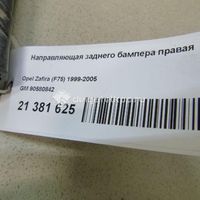 Направляющая заднего бампера правая
Opel Zafira (F75) 1999-2005
GM 90580842
21 381 625